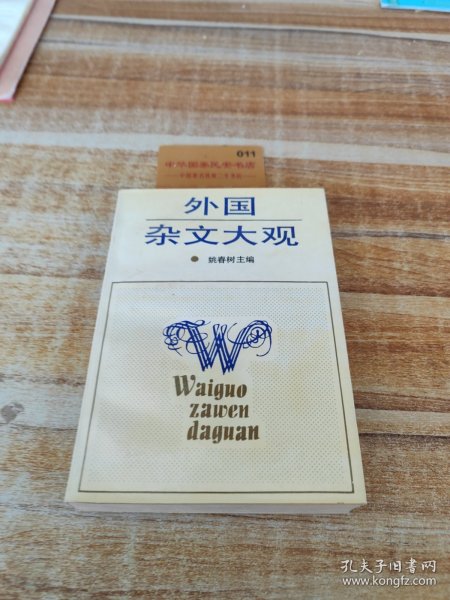 011
外国
杂文大观
姚春树主编
W
Waiguo
zawen
daguan
孔夫子旧书网
www.kongfz.com